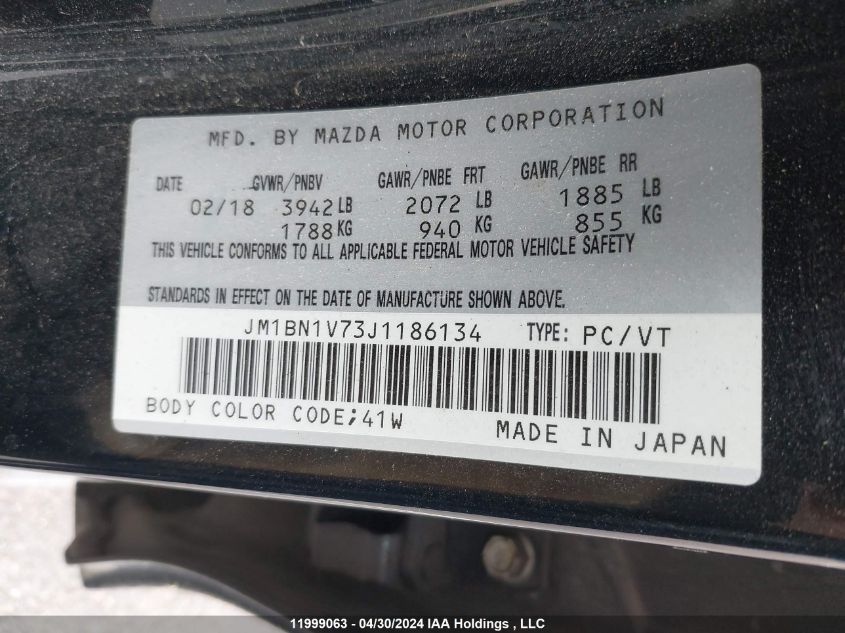 MFD. BY MAZDA MOTOR CORPORATION
DATE GVWR/PNBV GAWR/PNBE FRT GAWR/PNBE RR
02/18 3942 LB 2072 LB 1885 LB
1788 KG 940 KG 855 KG
THIS VEHICLE CONFORMS TO ALL APPLICABLE FEDERAL MOTOR VEHICLE SAFETY
STANDARDS IN EFFECT ON THE DATE OF MANUFACTURE SHOWN ABOVE.
JM1BN1V73J1186134 TYPE: PC/VT
BODY COLOR CODE;41W
MADE IN JAPAN
11999063 - 04/30/2024 IAA Holdings , LLC